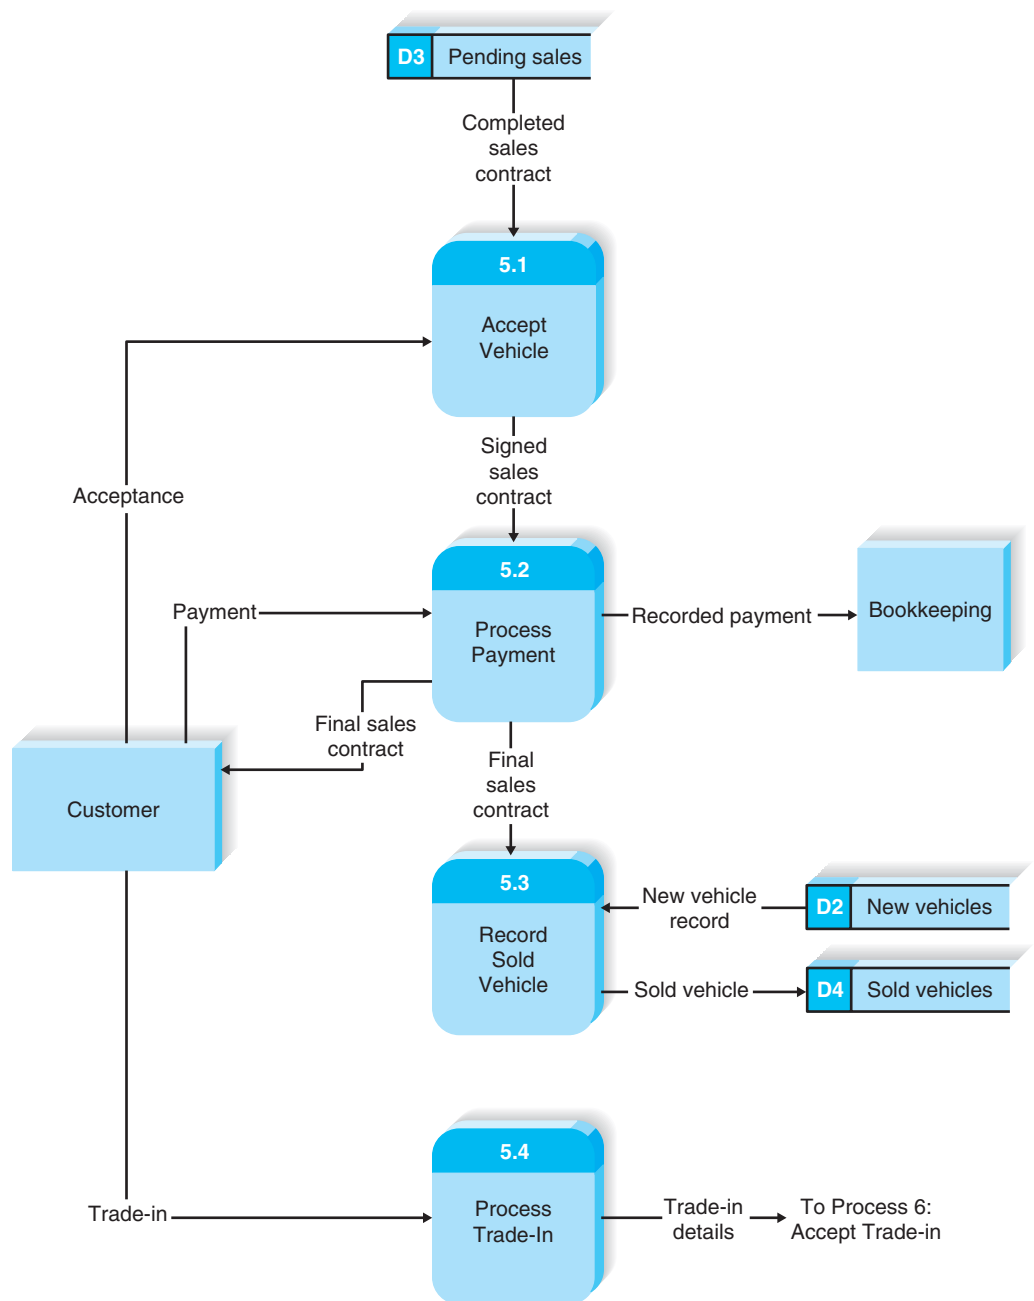 D3 Pending sales
Completed
sales
contract
5.1
Accept
Vehicle
Acceptance
Signed
sales
contract
5.2
Process
Payment
Payment
Recorded payment
Bookkeeping
Final sales
contract
Customer
Final
sales
contract
5.3
Record
Sold
Vehicle
New vehicle
record
D2 New vehicles
Sold vehicle
D4 Sold vehicles
5.4
Process
Trade-In
Trade-in
Trade-in
details
To Process 6:
Accept Trade-in